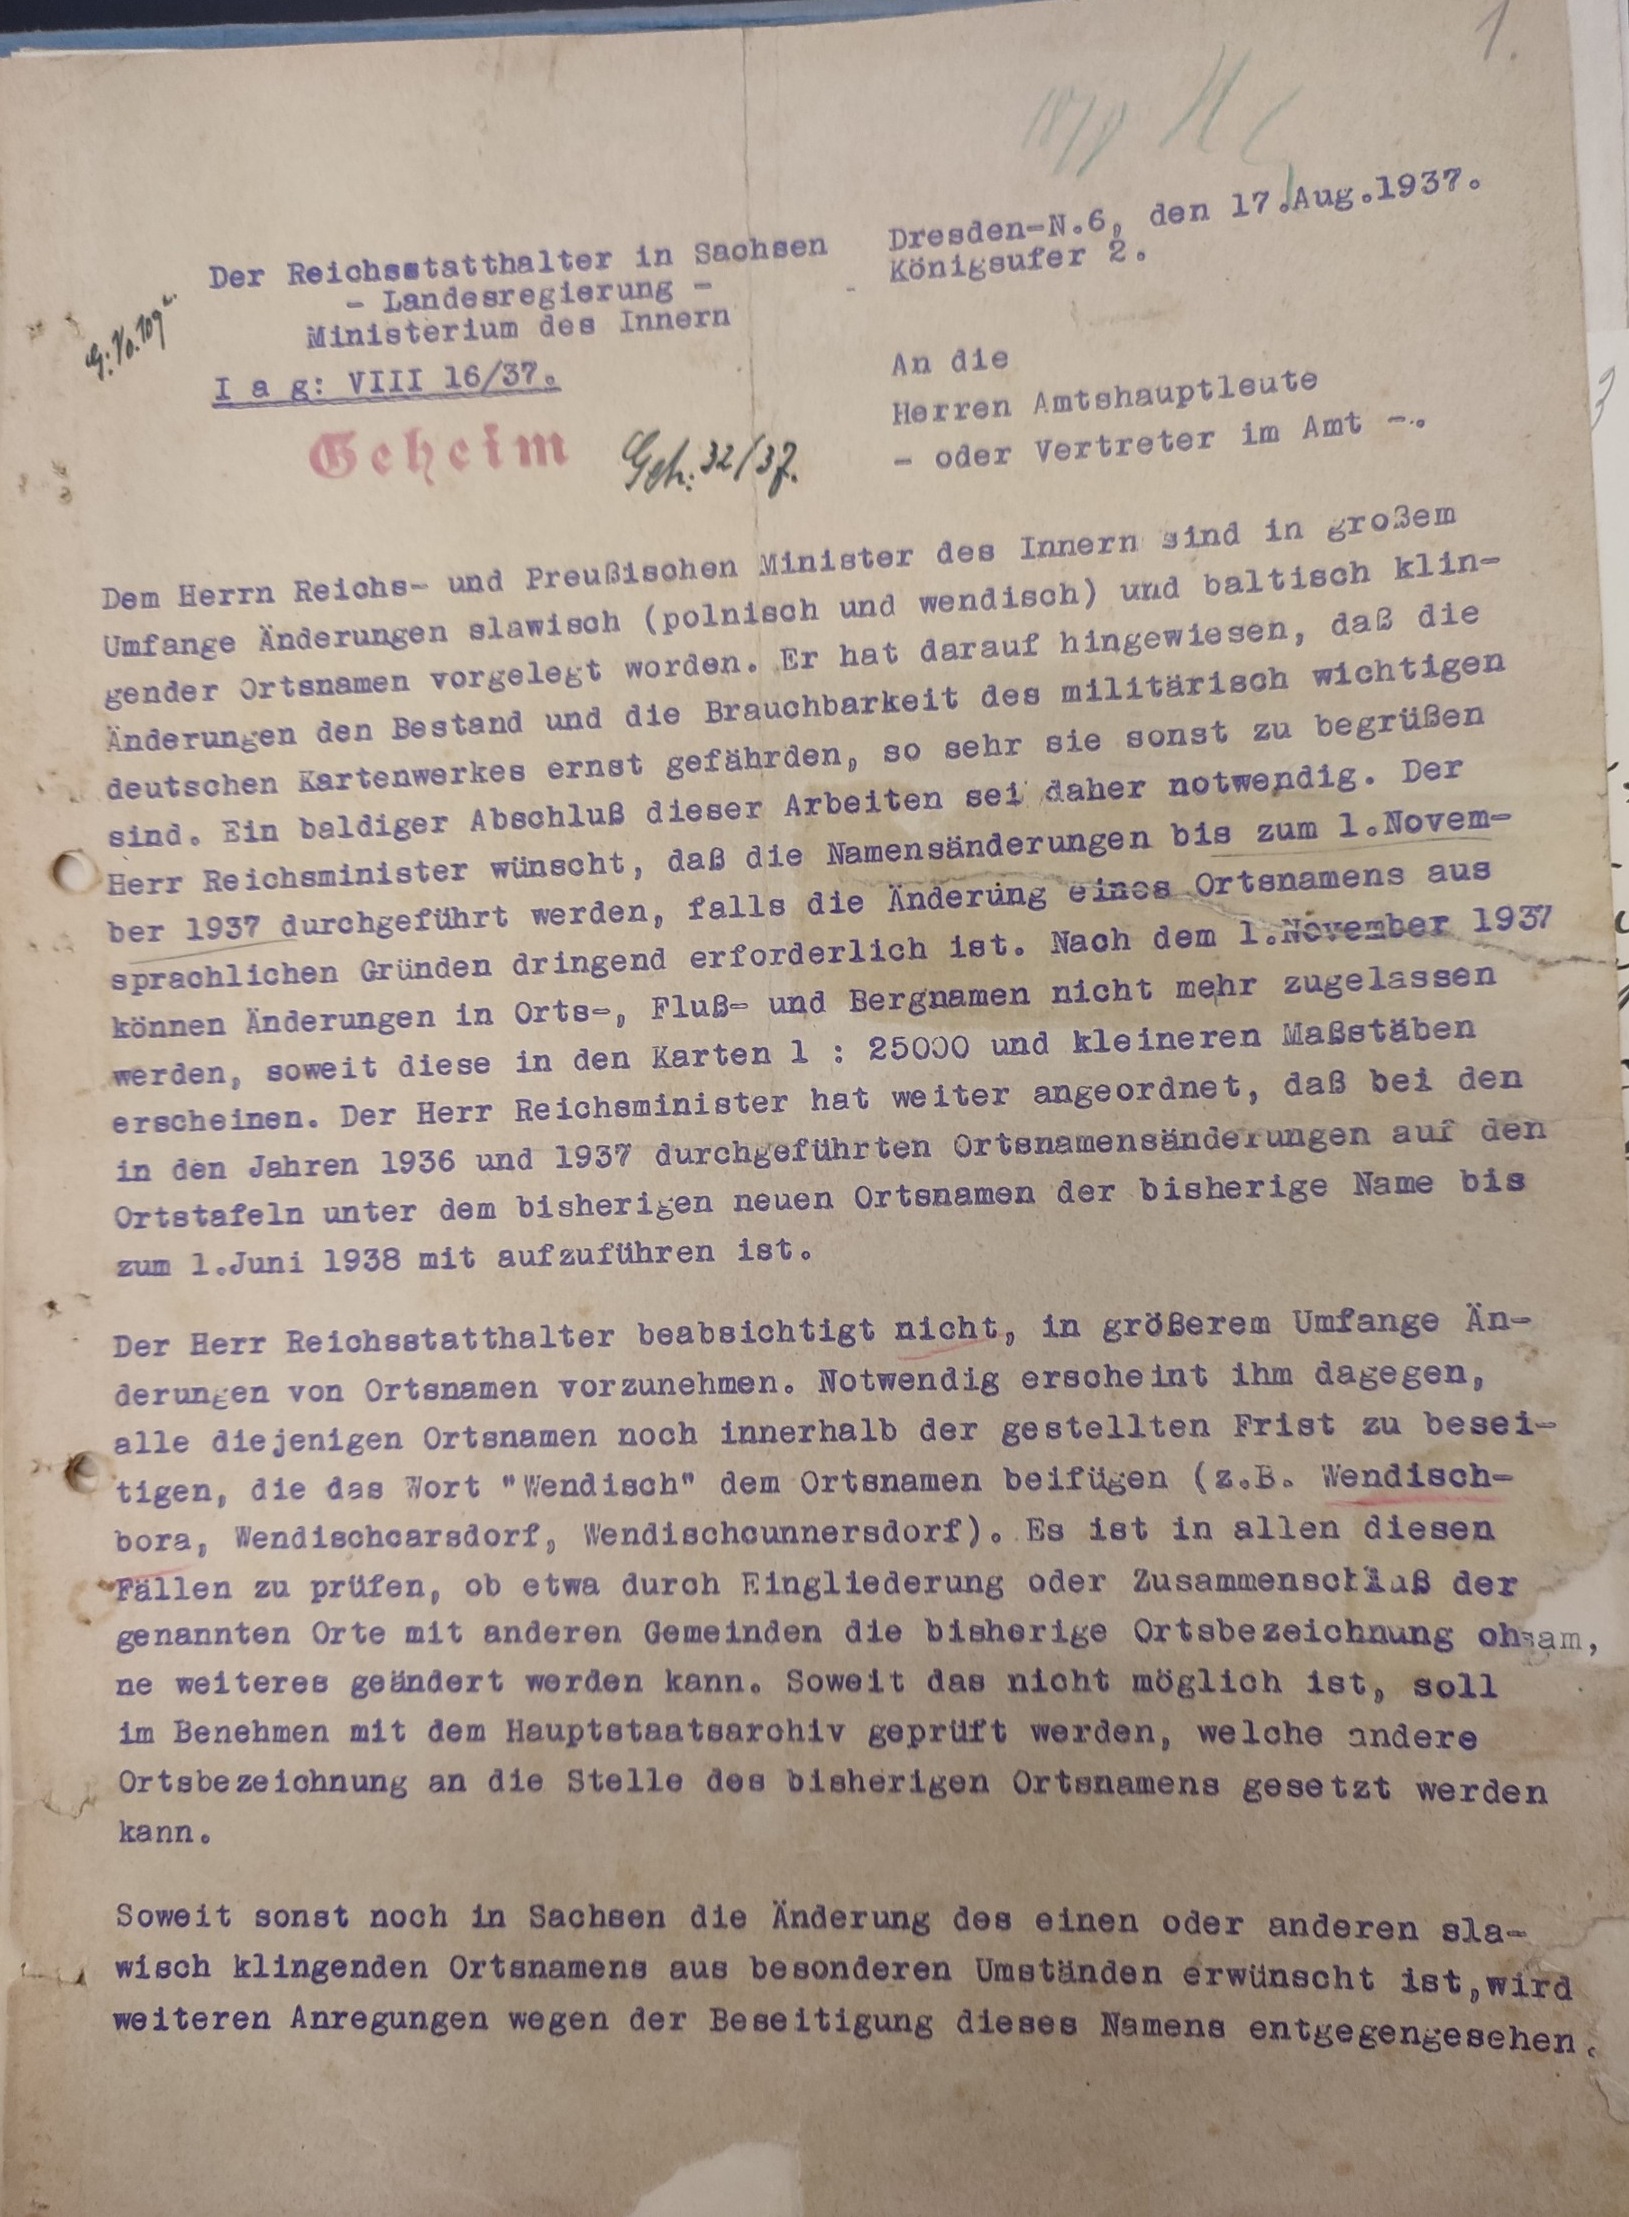 1.
18/8
Dresden-N.6, den 17.Aug.1937.
Königsufer 2.
Der Reichsstatthalter in Sachsen
- Landesregierung -
Ministerium des Innern
I a g: VIII 16/37.
Geheim
Geh. 32/37.
An die
Herren Amtshauptleute
- oder Vertreter im Amt -.
Dem Herrn Reichs- und Preußischen Minister des Innern sind in großem
Umfange Änderungen slawisch (polnisch und wendisch) und baltisch klin-
gender Ortsnamen vorgelegt worden. Er hat darauf hingewiesen, daß die
Änderungen den Bestand und die Brauchbarkeit des militärisch wichtigen
deutschen Kartenwerkes ernst gefährden, so sehr sie sonst zu begrüßen
sind. Ein baldiger Abschluß dieser Arbeiten sei daher notwendig. Der
Herr Reichsminister wünscht, daß die Namensänderungen bis zum 1.Novem-
ber 1937 durchgeführt werden, falls die Änderung eines Ortsnamens aus
sprachlichen Gründen dringend erforderlich ist. Nach dem 1.November 1937
können Änderungen in Orts-, Fluß- und Bergnamen nicht mehr zugelassen
werden, soweit diese in den Karten 1 : 25000 und kleineren Maßstäben
erscheinen. Der Herr Reichsminister hat weiter angeordnet, daß bei den
in den Jahren 1936 und 1937 durchgeführten Ortsnamensänderungen auf den
Ortstafeln unter dem bisherigen neuen Ortsnamen der bisherige Name bis
zum 1.Juni 1938 mit aufzuführen ist.
Der Herr Reichsstatthalter beabsichtigt nicht, in größerem Umfange Än-
derungen von Ortsnamen vorzunehmen. Notwendig erscheint ihm dagegen,
alle diejenigen Ortsnamen noch innerhalb der gestellten Frist zu besei-
tigen, die das Wort "Wendisch" dem Ortsnamen beifügen (z.B. Wendisch-
bora, Wendischcarsdorf, Wendischcunnersdorf). Es ist in allen diesen
Fällen zu prüfen, ob etwa durch Eingliederung oder Zusammenschluß der
genannten Orte mit anderen Gemeinden die bisherige Ortsbezeichnung oh
sam,
ne weiteres geändert werden kann. Soweit das nicht möglich ist, soll
im Benehmen mit dem Hauptstaatsarchiv geprüft werden, welche andere
Ortsbezeichnung an die Stelle des bisherigen Ortsnamens gesetzt werden
kann.
Soweit sonst noch in Sachsen die Änderung des einen oder anderen sla-
wisch klingenden Ortsnamens aus besonderen Umständen erwünscht ist, wird
weiteren Anregungen wegen der Beseitigung dieses Namens entgegengesehen.